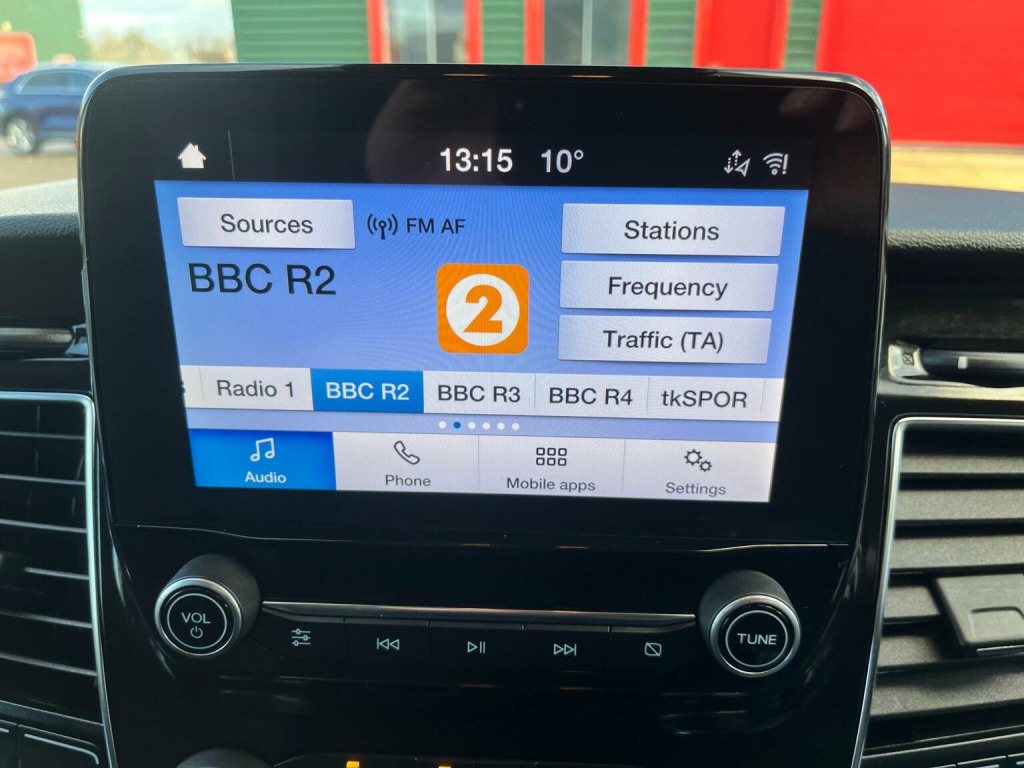 13:15 10°
Sources FM AF Stations
BBC R2 2 Frequency
Traffic (TA)
Radio 1 BBC R2 BBC R3 BBC R4 tkSPOR
Audio Phone Mobile apps Settings
VOL TUNE